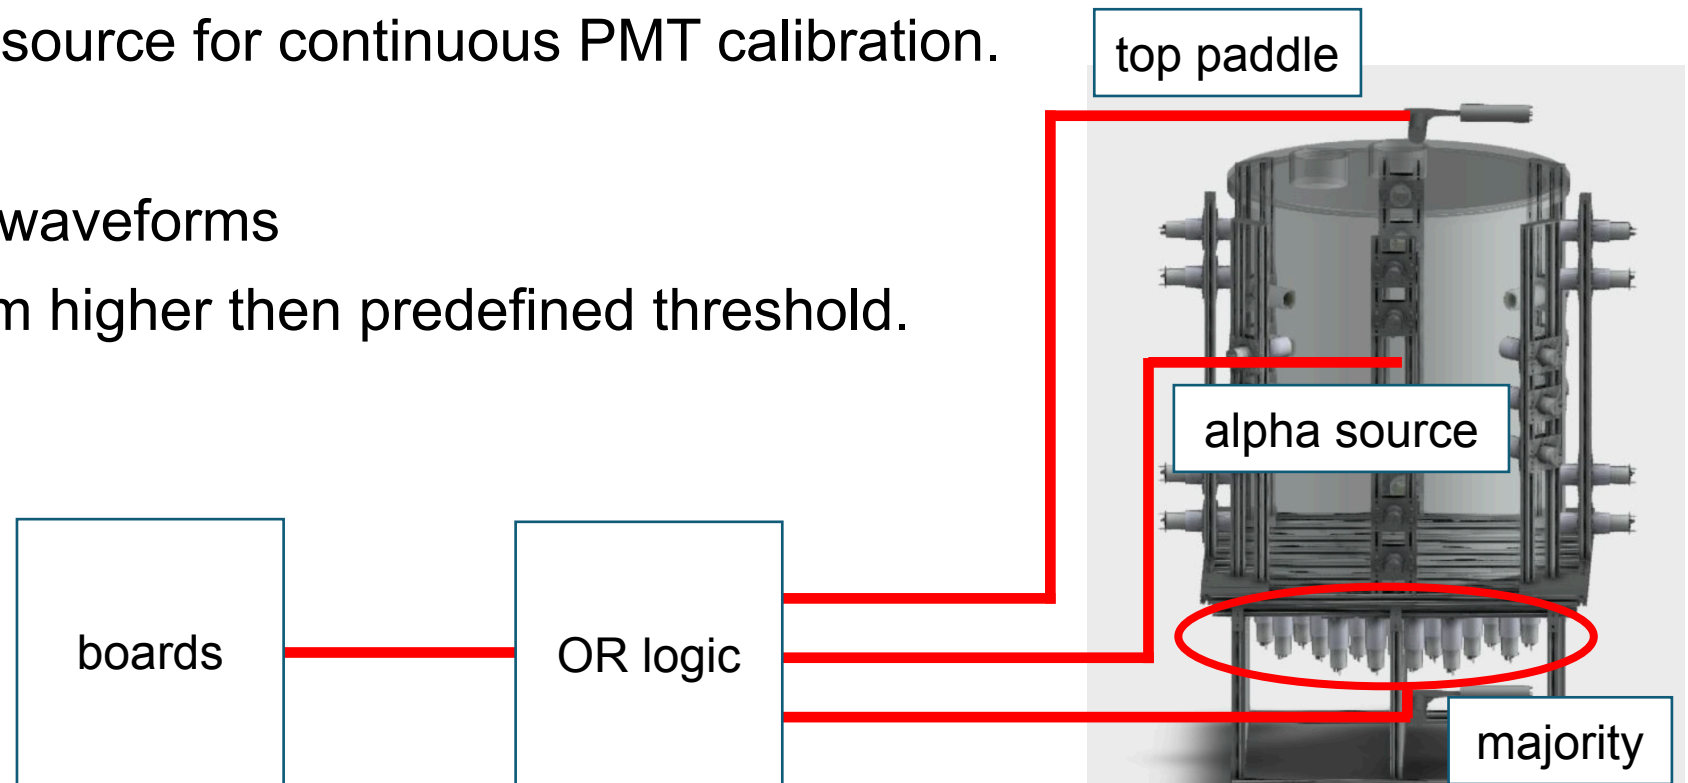 source for continuous PMT calibration.
top paddle
waveforms
m higher then predefined threshold.
alpha source
boards
OR logic
majority